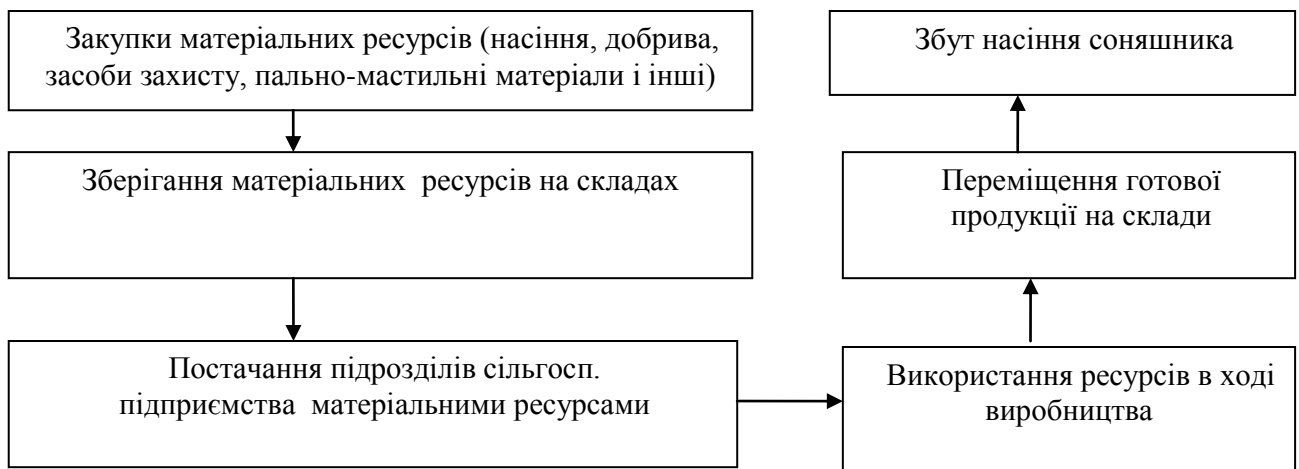 Закупки матеріальних ресурсів (насіння, добрива,
засоби захисту, пально-мастильні матеріали і інші)
Зберігання матеріальних ресурсів на складах
Постачання підрозділів сільгосп.
підприємства матеріальними ресурсами
Використання ресурсів в ході
виробництва
Переміщення готової
продукції на склади
Збут насіння соняшника